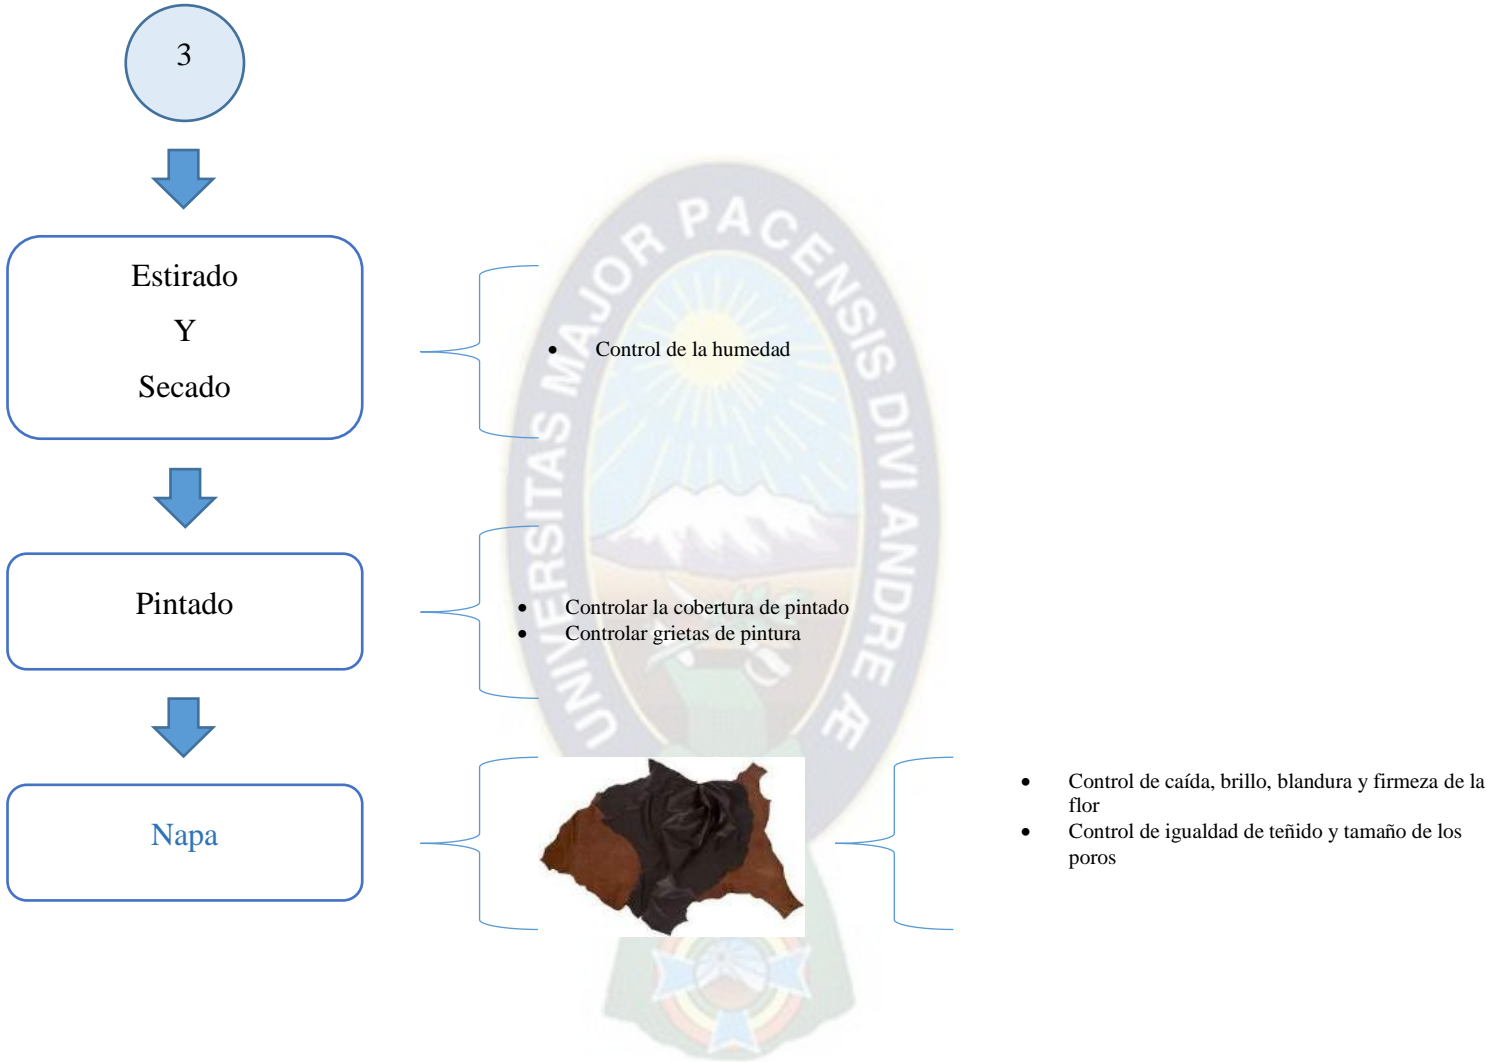 3
Estirado
Y
Secado
• Control de la humedad
Pintado
• Controlar la cobertura de pintado
• Controlar grietas de pintura
Napa
• Control de caída, brillo, blandura y firmeza de la
flor
• Control de igualdad de teñido y tamaño de los
poros
UNIVERSITAS MAJOR PACENSIS DIVI ANDRE Æ